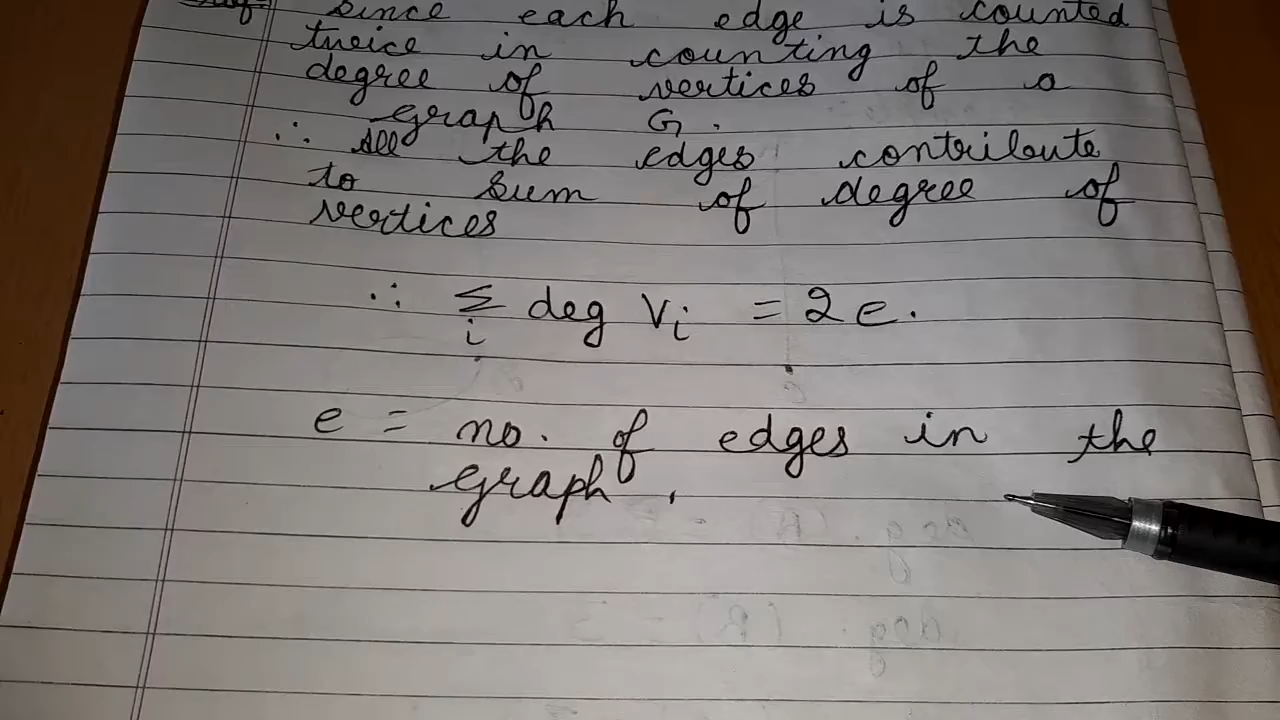 since each edge is counted
twice in counting the
degree of vertices of a
graph G.
∴ all the edges contribute
to sum of degree of
vertices
∴ Σ deg Vi = 2e.
i
e = no. of edges in the
graph.